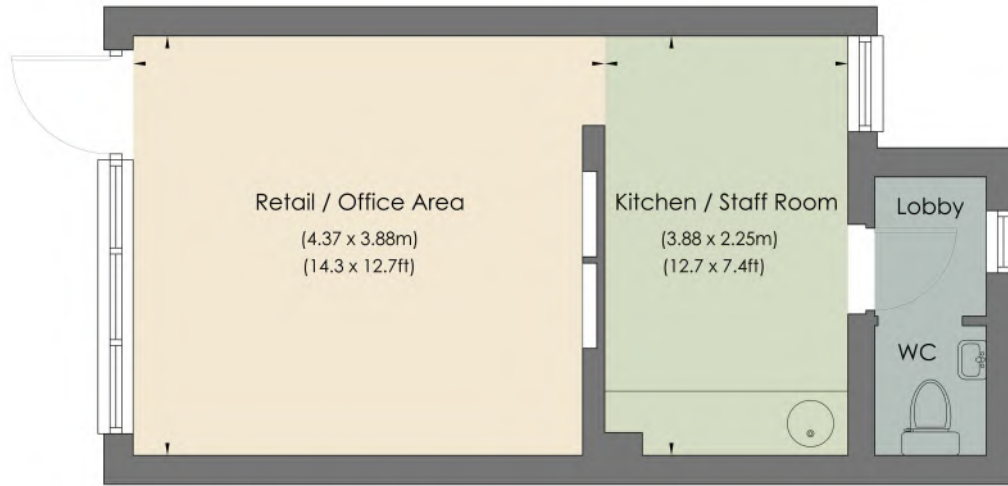 Retail / Office Area
(4.37 x 3.88m)
(14.3 x 12.7ft)
Kitchen / Staff Room
(3.88 x 2.25m)
(12.7 x 7.4ft)
Lobby
WC